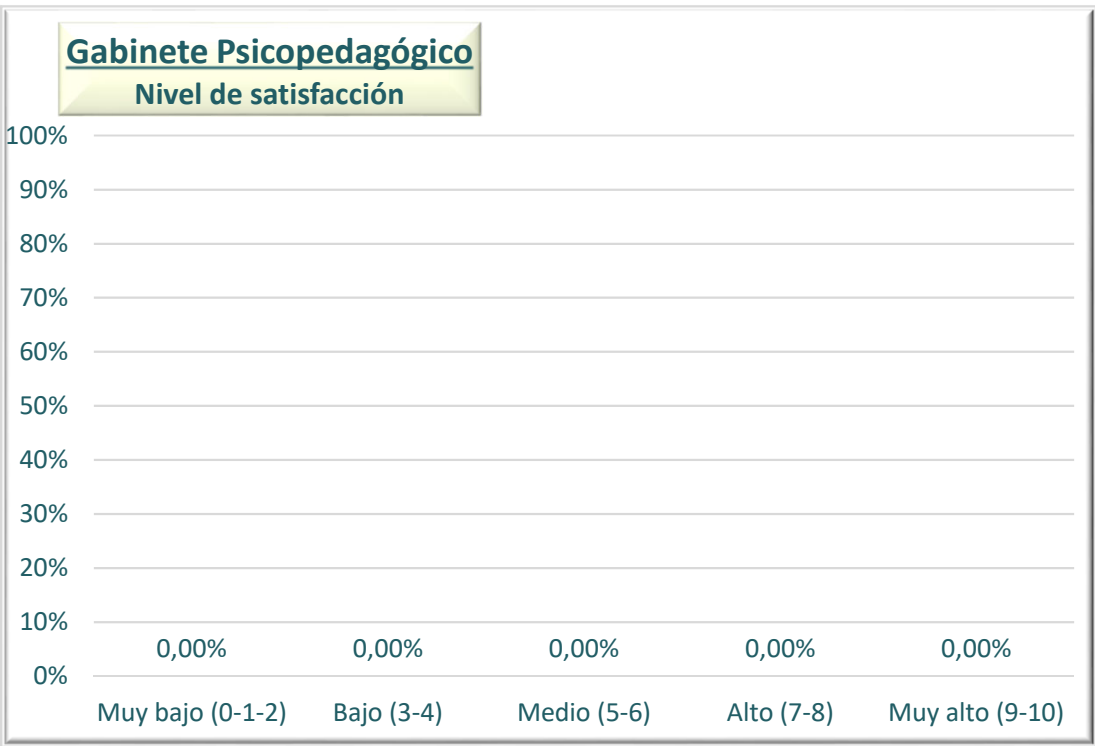 Gabinete Psicopedagógico
Nivel de satisfacción
100%
90%
80%
70%
60%
50%
40%
30%
20%
10%
0%
0,00% 0,00% 0,00% 0,00% 0,00%
Muy bajo (0-1-2) Bajo (3-4) Medio (5-6) Alto (7-8) Muy alto (9-10)